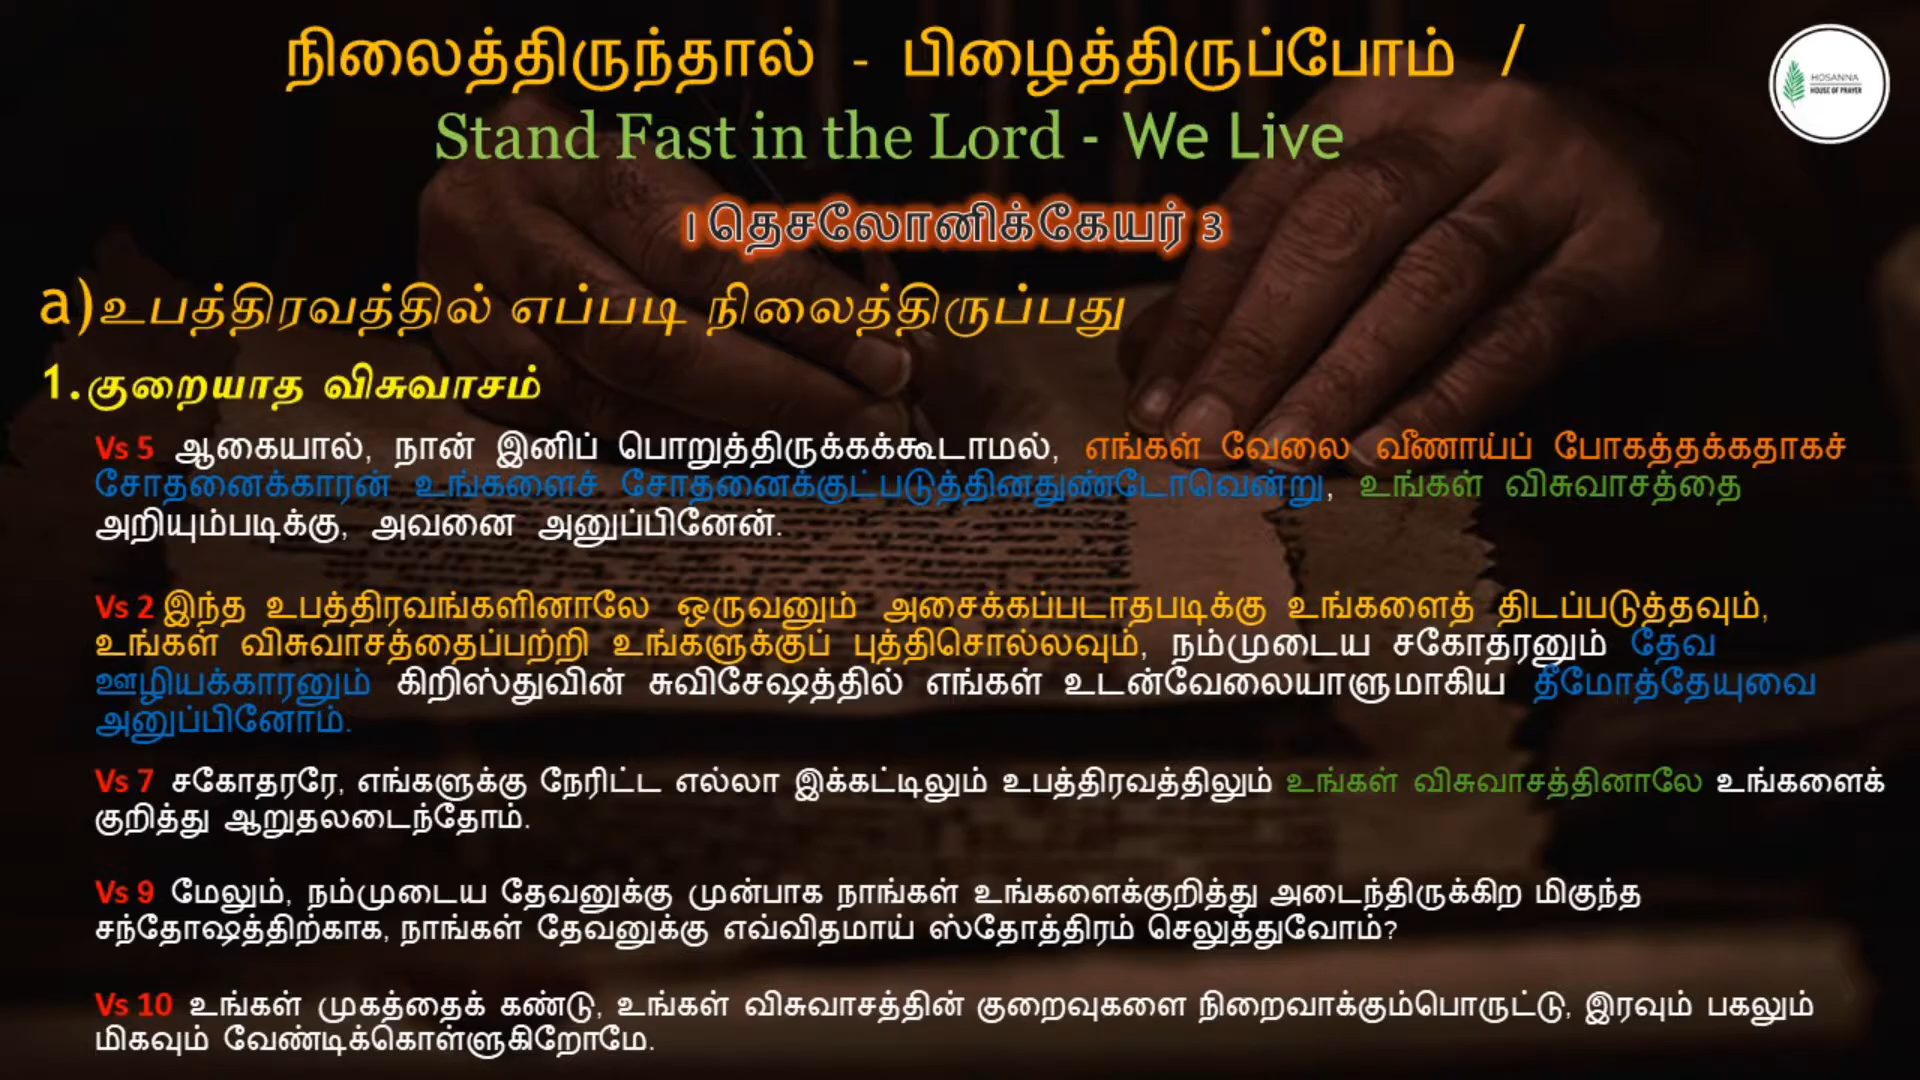 நிலைத்திருந்தால் - பிழைத்திருப்போம் /
HOSANNA
HOUSE OF PRAYER
Stand Fast in the Lord - We Live
I தெசலோனிக்கேயர் 3
a)உபத்திரவத்தில் எப்படி நிலைத்திருப்பது
1.குறையாத விசுவாசம்
Vs 5 ஆகையால், நான் இனிப் பொறுத்திருக்கக்கூடாமல், எங்கள் வேலை வீணாய்ப் போகத்தக்கதாகச்
சோதனைக்காரன் உங்களைச் சோதனைக்குட்படுத்தினதுண்டோவென்று, உங்கள் விசுவாசத்தை
அறியும்படிக்கு, அவனை அனுப்பினேன்.
Vs 2 இந்த உபத்திரவங்களினாலே ஒருவனும் அசைக்கப்படாதபடிக்கு உங்களைத் திடப்படுத்தவும்,
உங்கள் விசுவாசத்தைப்பற்றி உங்களுக்குப் புத்திசொல்லவும், நம்முடைய சகோதரனும் தேவ
ஊழியக்காரனும் கிறிஸ்துவின் சுவிசேஷத்தில் எங்கள் உடன்வேலையாளுமாகிய தீமோத்தேயுவை
அனுப்பினோம்.
Vs 7 சகோதரரே, எங்களுக்கு நேரிட்ட எல்லா இக்கட்டிலும் உபத்திரவத்திலும் உங்கள் விசுவாசத்தினாலே உங்களைக்
குறித்து ஆறுதலடைந்தோம்.
Vs 9 மேலும், நம்முடைய தேவனுக்கு முன்பாக நாங்கள் உங்களைக்குறித்து அடைந்திருக்கிற மிகுந்த
சந்தோஷத்திற்காக, நாங்கள் தேவனுக்கு எவ்விதமாய் ஸ்தோத்திரம் செலுத்துவோம்?
Vs 10 உங்கள் முகத்தைக் கண்டு, உங்கள் விசுவாசத்தின் குறைவுகளை நிறைவாக்கும்பொருட்டு, இரவும் பகலும்
மிகவும் வேண்டிக்கொள்ளுகிறோமே.